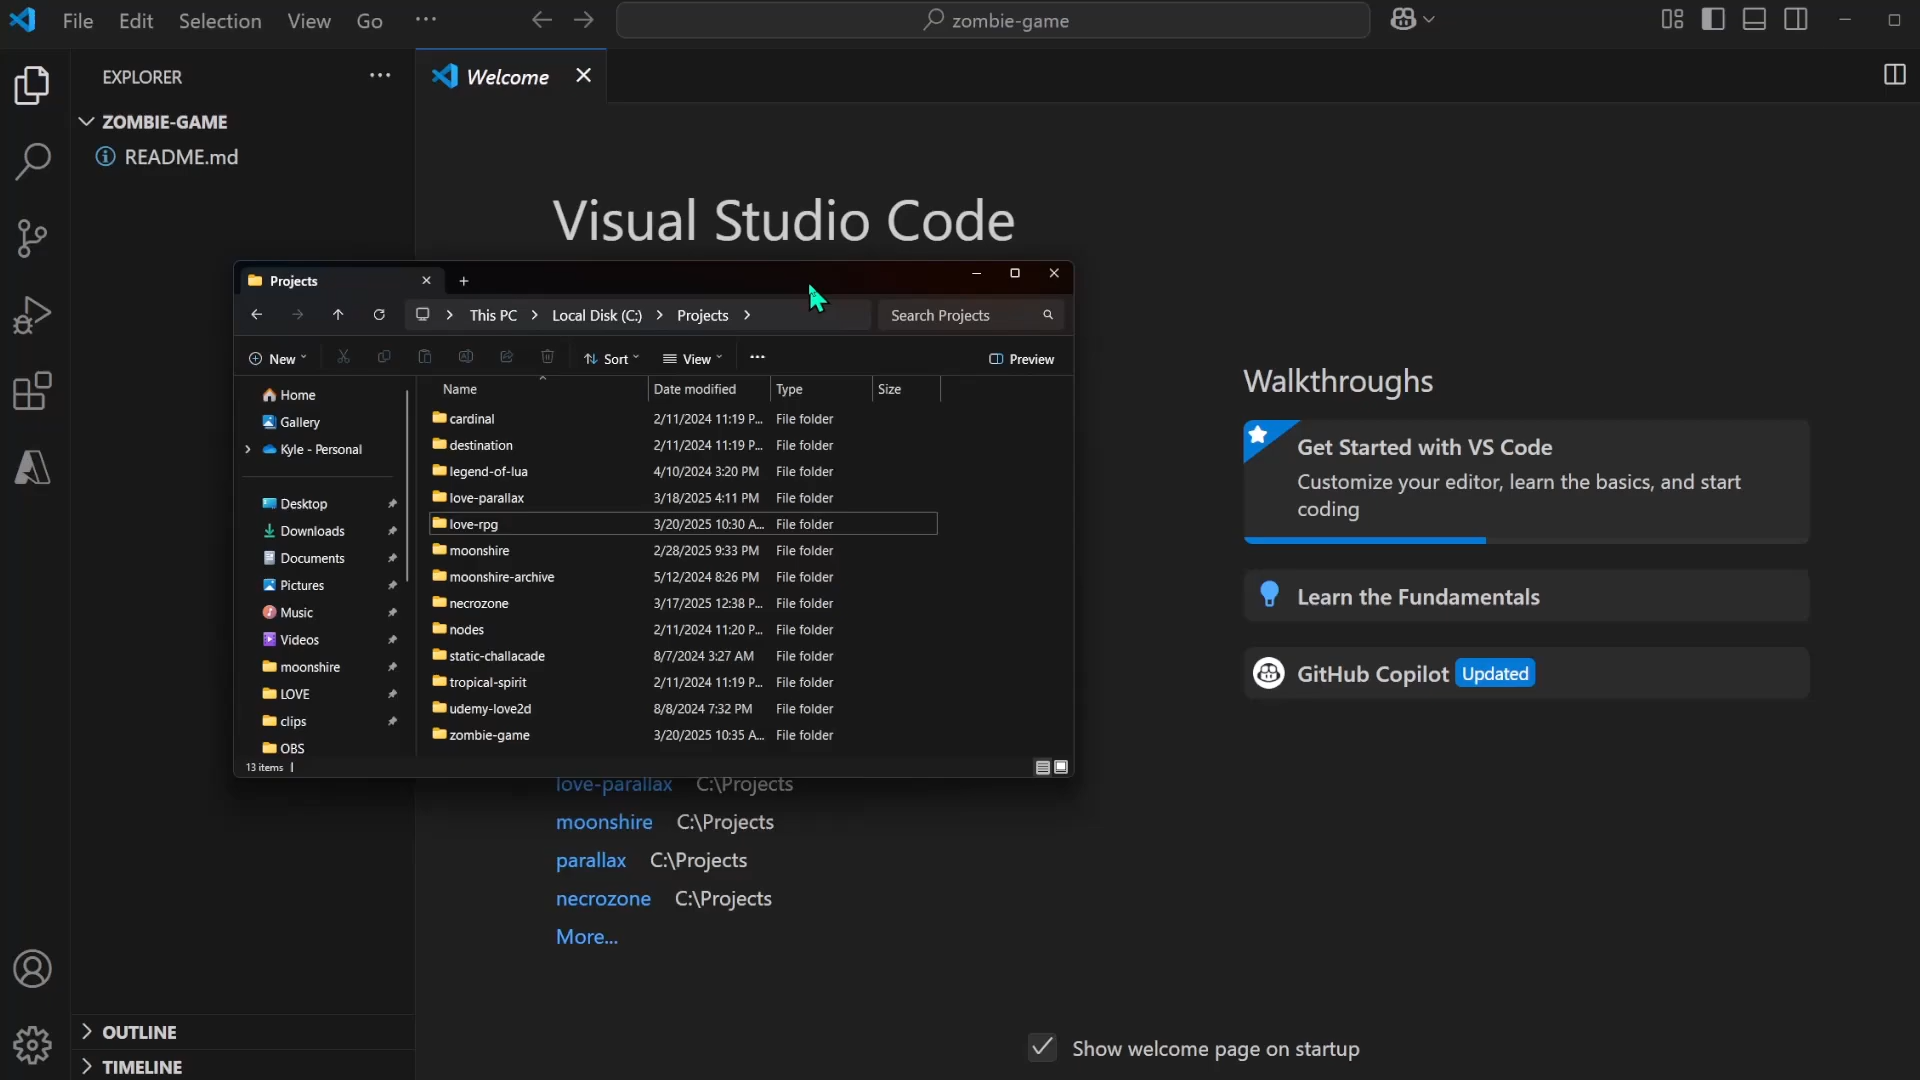 File Edit Selection View Go ···
zombie-game
EXPLORER ···
Welcome
ZOMBIE-GAME
README.md
Visual Studio Code
Projects
This PC > Local Disk (C:) > Projects >
Search Projects
New Sort View ··· Preview
Name Date modified Type Size
Home
Gallery
Kyle - Personal
Desktop
Downloads
Documents
Pictures
Music
Videos
moonshire
LOVE
clips
OBS
cardinal 2/11/2024 11:19 P... File folder
destination 2/11/2024 11:19 P... File folder
legend-of-lua 4/10/2024 3:20 PM File folder
love-parallax 3/18/2025 4:11 PM File folder
love-rpg 3/20/2025 10:30 A... File folder
moonshire 2/28/2025 9:33 PM File folder
moonshire-archive 5/12/2024 8:26 PM File folder
necrozone 3/17/2025 12:38 P... File folder
nodes 2/11/2024 11:20 P... File folder
static-challacade 8/7/2024 3:27 AM File folder
tropical-spirit 2/11/2024 11:19 P... File folder
udemy-love2d 8/8/2024 7:32 PM File folder
zombie-game 3/20/2025 10:35 A... File folder
13 items
love-parallax C:\Projects
moonshire C:\Projects
parallax C:\Projects
necrozone C:\Projects
More...
Walkthroughs
Get Started with VS Code
Customize your editor, learn the basics, and start
coding
Learn the Fundamentals
GitHub Copilot Updated
OUTLINE
TIMELINE
Show welcome page on startup